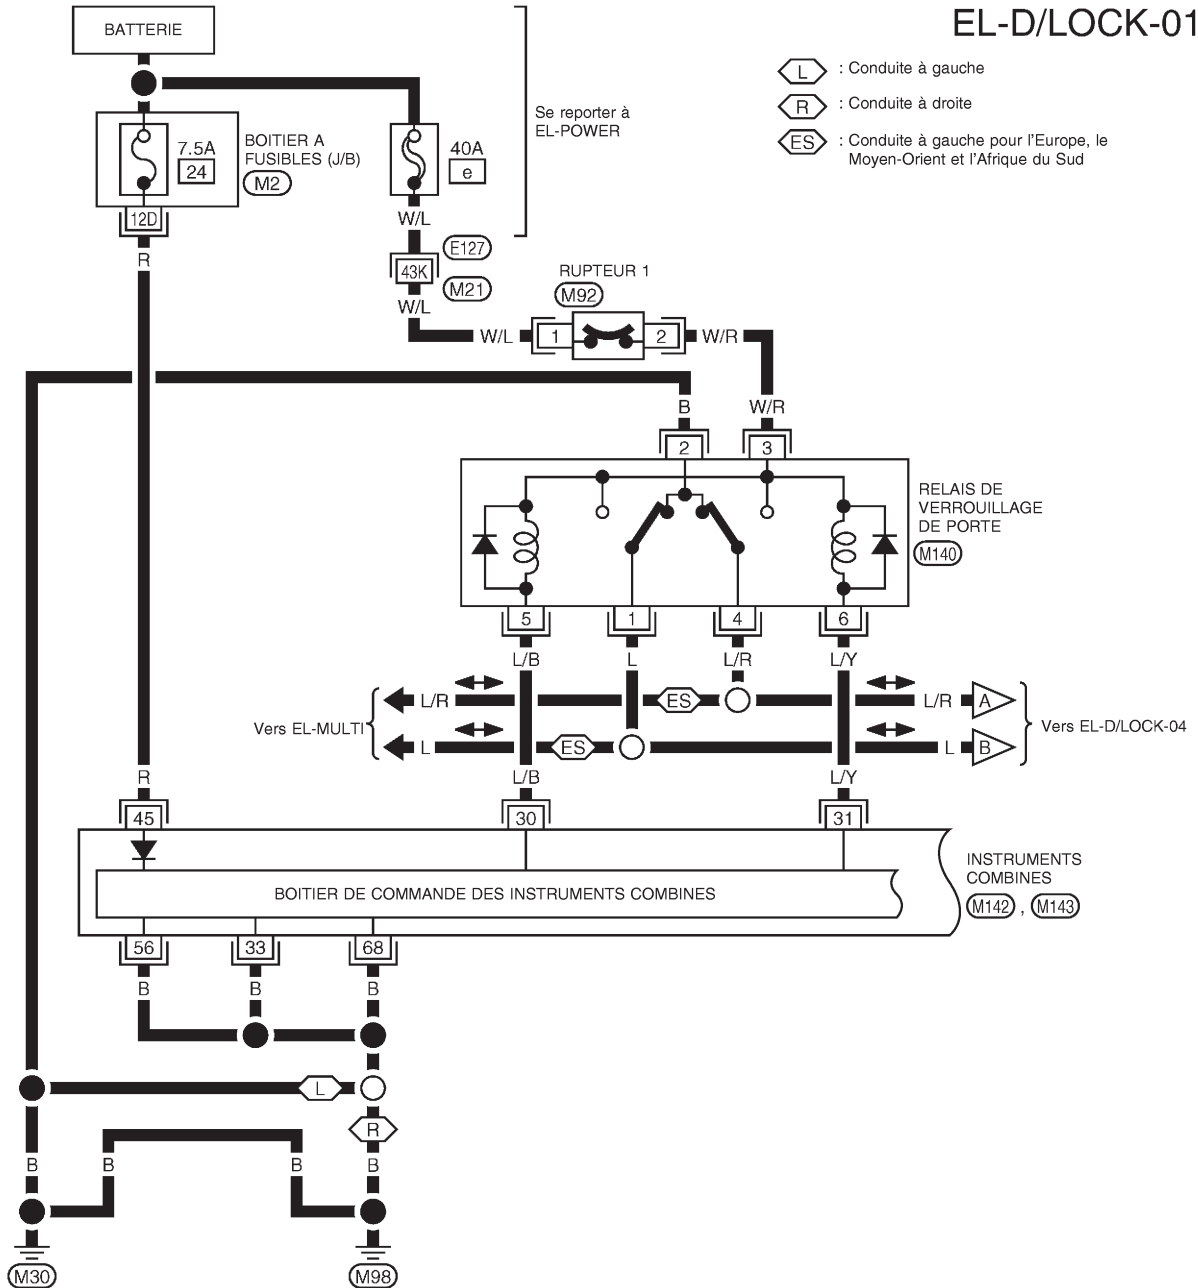 EL-D/LOCK-01
BATTERIE
L : Conduite à gauche
R : Conduite à droite
ES : Conduite à gauche pour l'Europe, le
Moyen-Orient et l'Afrique du Sud
Se reporter à
EL-POWER
7.5A
24
BOITIER A
FUSIBLES (J/B)
M2
40A
e
12D
W/L
R
E127
43K
M21
W/L
RUPTEUR 1
M92
W/L 1 2 W/R
B W/R
2 3
RELAIS DE
VERROUILLAGE
DE PORTE
M140
5 1 4 6
L/B L L/R L/Y
L/R ES L/R A
Vers EL-MULTI
Vers EL-D/LOCK-04
L ES L B
R L/B L/Y
45 30 31
INSTRUMENTS
COMBINES
M142 , M143
BOITIER DE COMMANDE DES INSTRUMENTS COMBINES
56 33 68
B B B
L
R
B B B B
M30 M98